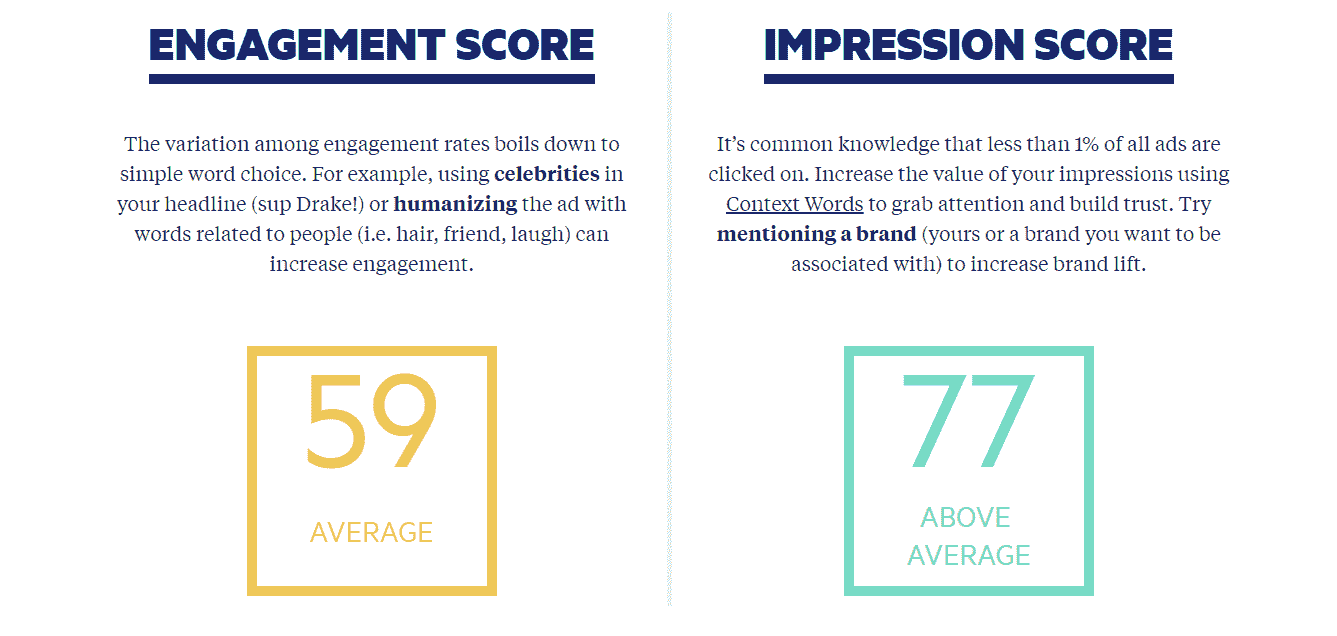 ENGAGEMENT SCORE
The variation among engagement rates boils down to
simple word choice. For example, using celebrities in
your headline (sup Drake!) or humanizing the ad with
words related to people (i.e. hair, friend, laugh) can
increase engagement.
59
AVERAGE
IMPRESSION SCORE
It’s common knowledge that less than 1% of all ads are
clicked on. Increase the value of your impressions using
Context Words to grab attention and build trust. Try
mentioning a brand (yours or a brand you want to be
associated with) to increase brand lift.
77
ABOVE
AVERAGE